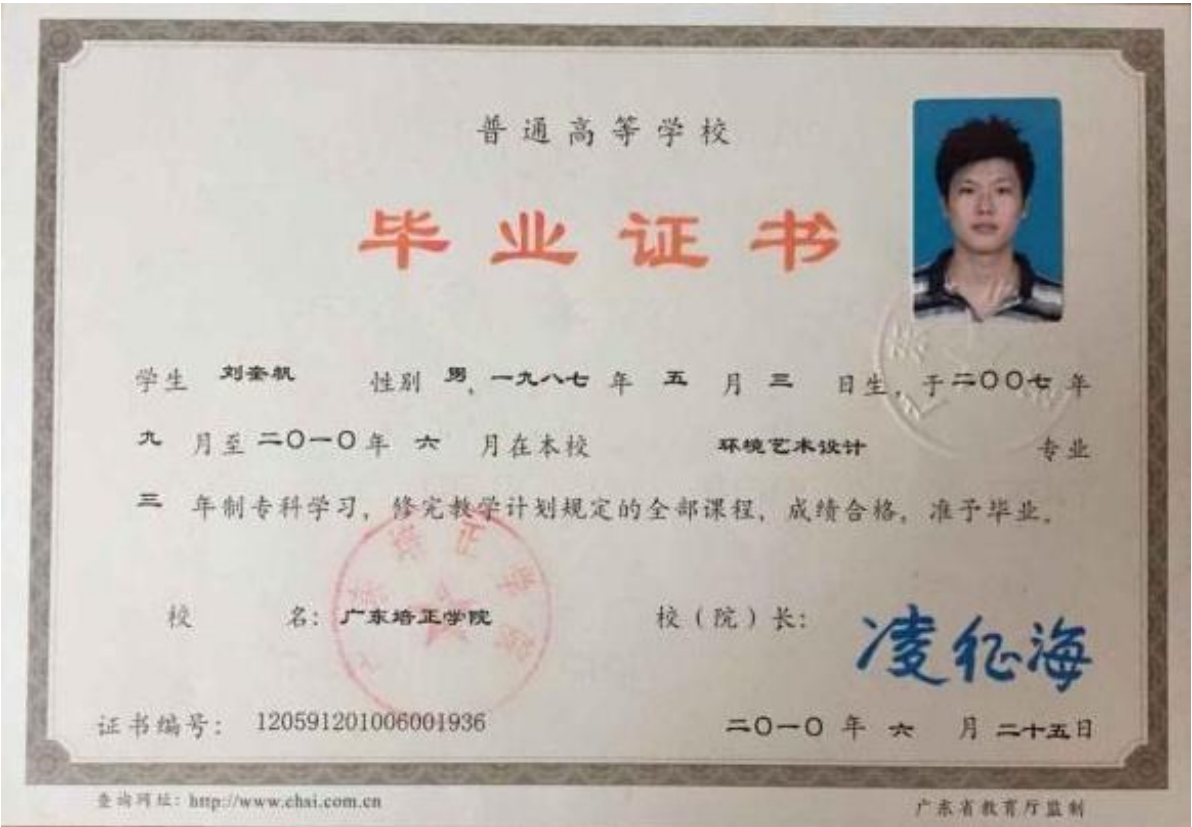 普通高等学校
毕业证书
学生 刘奎帆 性别 男，一九八七 年 五 月 三 日生，于二〇〇七年
九 月至二〇一〇年 六 月在本校 环境艺术设计 专业
三 年制专科学习，修完教学计划规定的全部课程，成绩合格，准予毕业。
校 名：广东培正学院 校（院）长：
凌征海
证书编号：120591201006001936 二〇一〇 年 六 月 二十五日
查询网址：http://www.chsi.com.cn 广东省教育厅监制